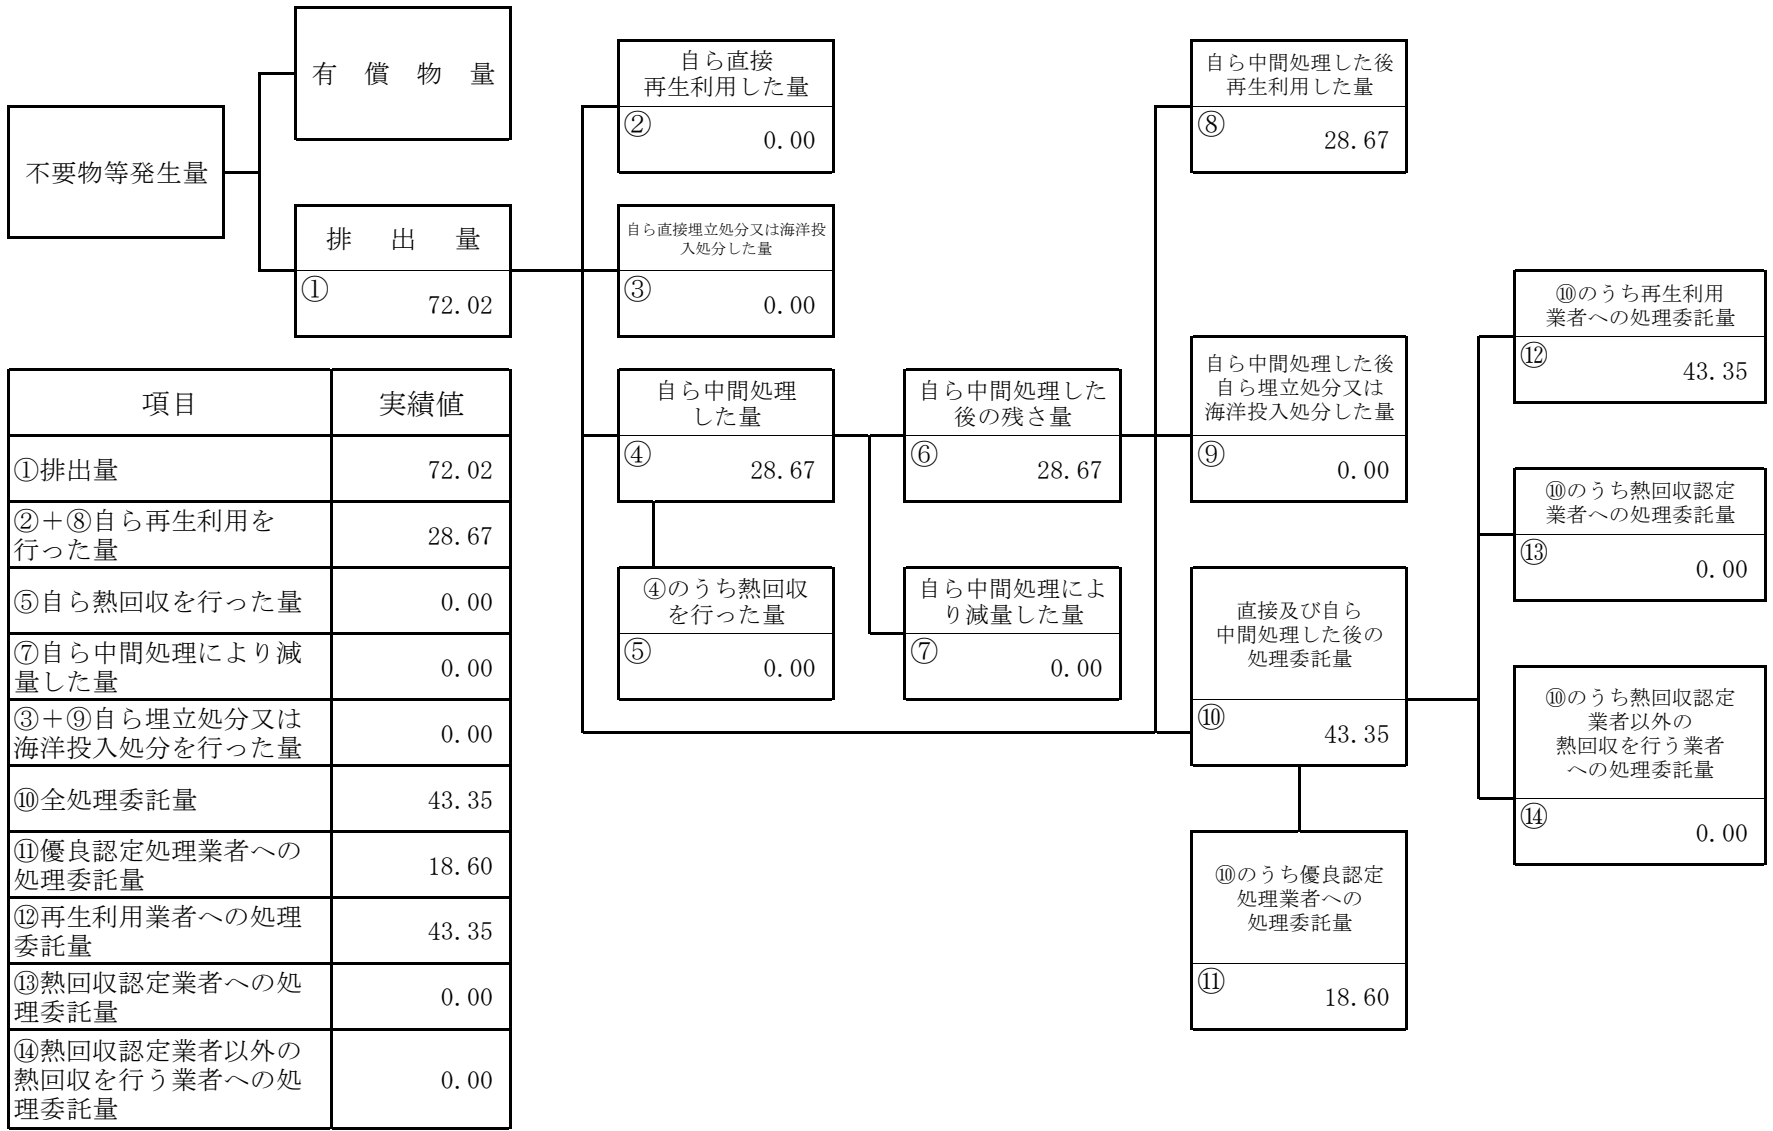 有償物量
不要物等発生量
排出量
①
72.02
自ら直接
再生利用した量
②
0.00
自ら直接埋立処分又は海洋投
入処分した量
③
0.00
自ら中間処理
した量
④
28.67
④のうち熱回収
を行った量
⑤
0.00
自ら中間処理した
後の残さ量
⑥
28.67
自ら中間処理によ
り減量した量
⑦
0.00
自ら中間処理した後
再生利用した量
⑧
28.67
自ら中間処理した後
自ら埋立処分又は
海洋投入処分した量
⑨
0.00
直接及び自ら
中間処理した後の
処理委託量
⑩
43.35
⑩のうち優良認定
処理業者への
処理委託量
⑪
18.60
⑩のうち再生利用
業者への処理委託量
⑫
43.35
⑩のうち熱回収認定
業者への処理委託量
⑬
0.00
⑩のうち熱回収認定
業者以外の
熱回収を行う業者
への処理委託量
⑭
0.00
項目 実績値
①排出量 72.02
②＋⑧自ら再生利用を
行った量 28.67
⑤自ら熱回収を行った量 0.00
⑦自ら中間処理により減
量した量 0.00
③＋⑨自ら埋立処分又は
海洋投入処分を行った量 0.00
⑩全処理委託量 43.35
⑪優良認定処理業者への
処理委託量 18.60
⑫再生利用業者への処理
委託量 43.35
⑬熱回収認定業者への処
理委託量 0.00
⑭熱回収認定業者以外の
熱回収を行う業者への処
理委託量 0.00